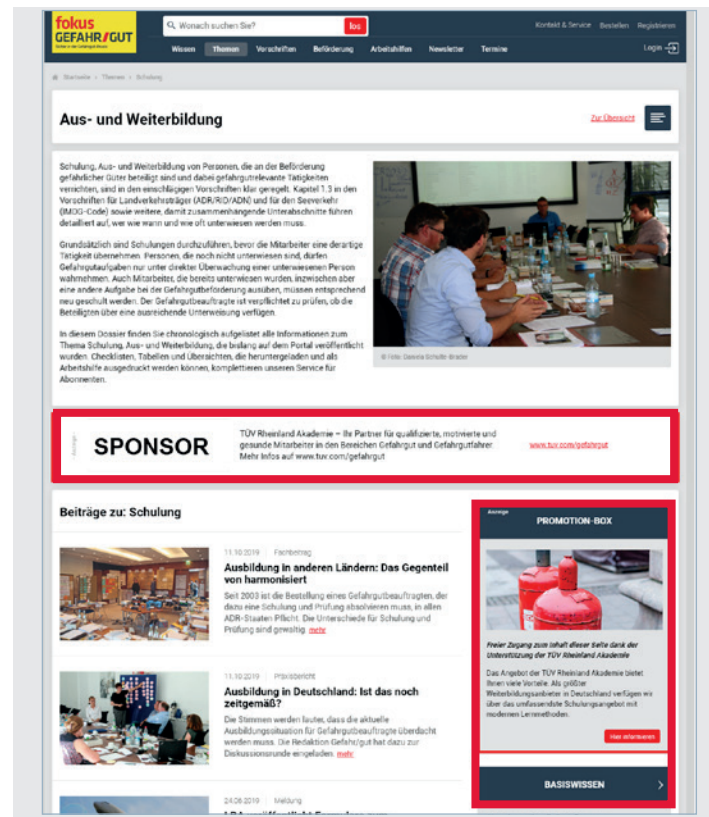 fokus
GEFAHR/GUT
Wonach suchen Sie?
los
Kontakt & Service Bestellen Registrieren
Wissen Themen Vorschriften Beförderung Arbeitshilfen Newsletter Termine
Login
Startseite > Themen > Schulung
Aus- und Weiterbildung
Zur Übersicht
Schulung, Aus- und Weiterbildung von Personen, die an der Beförderung
gefährlicher Güter beteiligt sind und dabei gefahrgutrelevante Tätigkeiten
verrichten, sind in den einschlägigen Vorschriften klar geregelt. Kapitel 1.3 in den
Vorschriften für Landverkehrsträger (ADR/RID/ADN) und für den Seeverkehr
(IMDG-Code) sowie weitere, damit zusammenhängende Unterabschnitte führen
detailliert auf, wer wie wann und wie oft unterwiesen werden muss.
Grundsätzlich sind Schulungen durchzuführen, bevor die Mitarbeiter eine derartige
Tätigkeit übernehmen. Personen, die noch nicht unterwiesen sind, dürfen
Gefahrgutaufgaben nur unter direkter Überwachung einer unterwiesenen Person
wahrnehmen. Auch Mitarbeiter, die bereits unterwiesen wurden, inzwischen aber
eine andere Aufgabe bei der Gefahrgutbeförderung ausüben, müssen entsprechend
neu geschult werden. Der Gefahrgutbeauftragte ist verpflichtet zu prüfen, ob die
Beteiligten über eine ausreichende Unterweisung verfügen.
In diesem Dossier finden Sie chronologisch aufgelistet alle Informationen zum
Thema Schulung, Aus- und Weiterbildung, die bislang auf dem Portal veröffentlicht
wurden. Checklisten, Tabellen und Übersichten, die heruntergeladen und als
Arbeitshilfe ausgedruckt werden können, komplettieren unseren Service für
Abonnenten.
© Foto: Daniela Schulte-Brader
Anzeige
SPONSOR
TÜV Rheinland Akademie – Ihr Partner für qualifizierte, motivierte und
gesunde Mitarbeiter in den Bereichen Gefahrgut und Gefahrgutfahrer.
Mehr Infos auf www.tuv.com/gefahrgut
www.tuv.com/gefahrgut
Beiträge zu: Schulung
11.10.2019 | Fachbeitrag
Ausbildung in anderen Ländern: Das Gegenteil
von harmonisiert
Seit 2003 ist die Bestellung eines Gefahrgutbeauftragten, der
dazu eine Schulung und Prüfung absolvieren muss, in allen
ADR-Staaten Pflicht. Die Unterschiede für Schulung und
Prüfung sind gewaltig. mehr
11.10.2019 | Praxisbericht
Ausbildung in Deutschland: Ist das noch
zeitgemäß?
Die Stimmen werden lauter, dass die aktuelle
Ausbildungssituation für Gefahrgutbeauftragte überdacht
werden muss. Die Redaktion Gefahr/gut hat dazu zur
Diskussionsrunde eingeladen. mehr
24.06.2019 | Meldung
Anzeige
PROMOTION-BOX
Freier Zugang zum Inhalt dieser Seite dank der
Unterstützung der TÜV Rheinland Akademie
Das Angebot der TÜV Rheinland Akademie bietet
Ihnen viele Vorteile. Als größter
Weiterbildungsanbieter in Deutschland verfügen wir
über das umfassendste Schulungsangebot mit
modernen Lernmethoden.
Hier informieren
BASISWISSEN